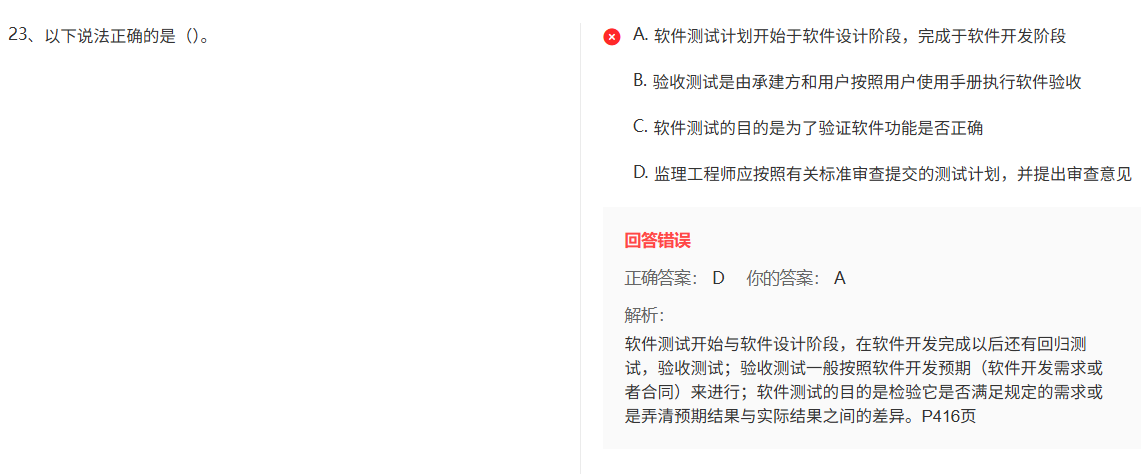 23、以下说法正确的是（）。
A. 软件测试计划开始于软件设计阶段，完成于软件开发阶段
B. 验收测试是由承建方和用户按照用户使用手册执行软件验收
C. 软件测试的目的是为了验证软件功能是否正确
D. 监理工程师应按照有关标准审查提交的测试计划，并提出审查意见
回答错误
正确答案： D 你的答案： A
解析：
软件测试开始与软件设计阶段，在软件开发完成以后还有回归测
试，验收测试；验收测试一般按照软件开发预期（软件开发需求或
者合同）来进行；软件测试的目的是检验它是否满足规定的需求或
是弄清预期结果与实际结果之间的差异。P416页